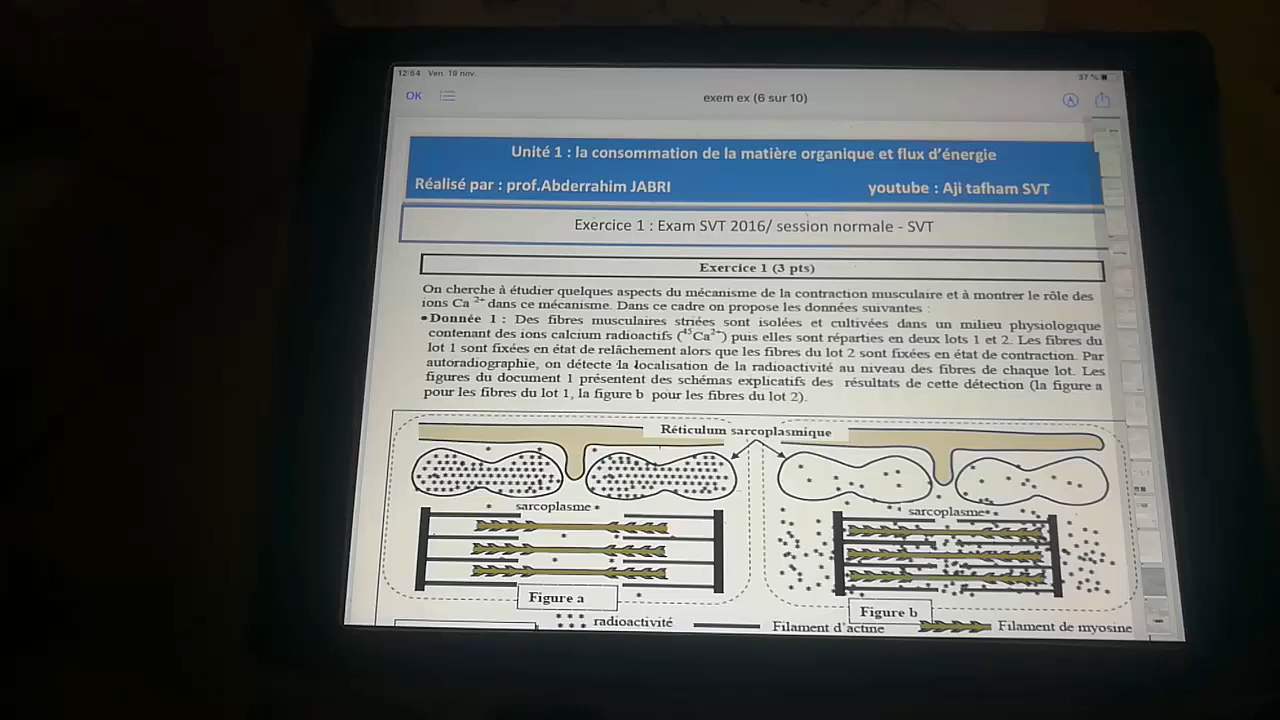 12:54 Ven. 19 nov.
37 %
OK
exem ex (6 sur 10)
Unité 1 : la consommation de la matière organique et flux d'énergie
Réalisé par : prof.Abderrahim JABRI youtube : Aji tafham SVT
Exercice 1 : Exam SVT 2016/ session normale - SVT
Exercice 1 (3 pts)
On cherche à étudier quelques aspects du mécanisme de la contraction musculaire et à montrer le rôle des
ions Ca 2+ dans ce mécanisme. Dans ce cadre on propose les données suivantes :
•Donnée 1 : Des fibres musculaires striées sont isolées et cultivées dans un milieu physiologique
contenant des ions calcium radioactifs (45Ca2+) puis elles sont réparties en deux lots 1 et 2. Les fibres du
lot 1 sont fixées en état de relâchement alors que les fibres du lot 2 sont fixées en état de contraction. Par
autoradiographie, on détecte la localisation de la radioactivité au niveau des fibres de chaque lot. Les
figures du document 1 présentent des schémas explicatifs des résultats de cette détection (la figure a
pour les fibres du lot 1, la figure b pour les fibres du lot 2).
Réticulum sarcoplasmique
sarcoplasme
sarcoplasme
Figure a
Figure b
radioactivité
Filament d'actine
Filament de myosine